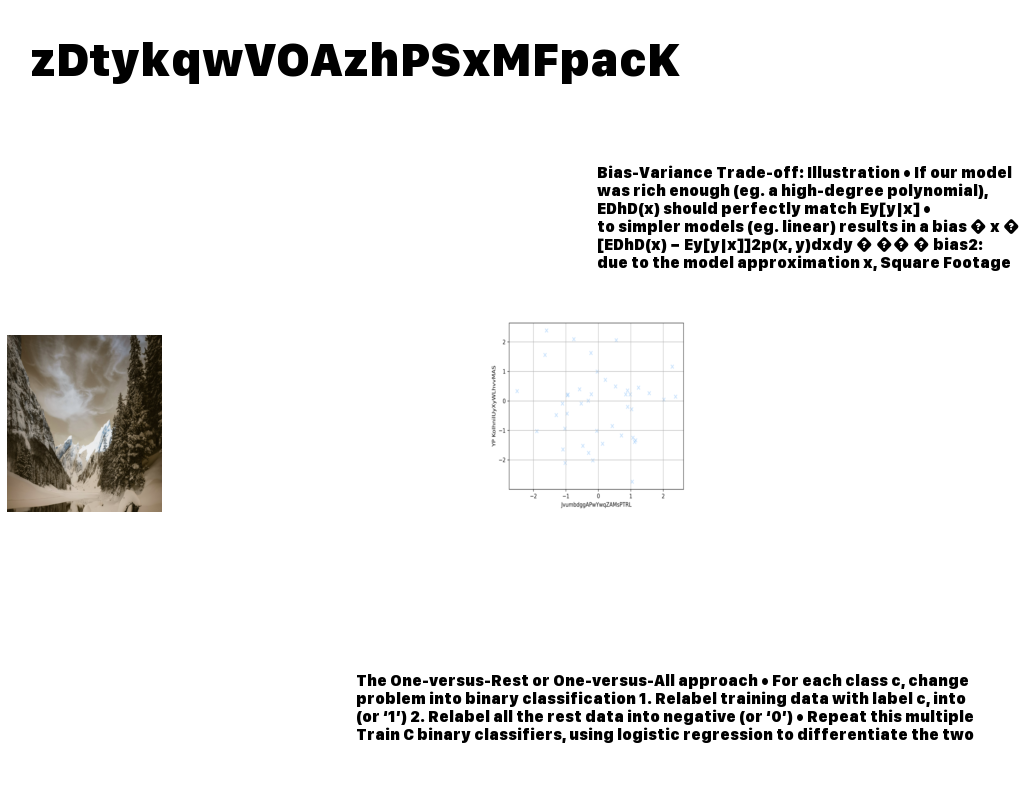 zDtykqwVOAzhPSxMFpacK
Bias-Variance Trade-off: Illustration • If our model
was rich enough (eg. a high-degree polynomial),
EDhD(x) should perfectly match Ey[y|x] •
to simpler models (eg. linear) results in a bias � x �
[EDhD(x) − Ey[y|x]]2p(x, y)dxdy � �� � bias2:
due to the model approximation x, Square Footage
2
1
0
−1
−2
−2 −1 0 1 2
The One-versus-Rest or One-versus-All approach • For each class c, change
problem into binary classification 1. Relabel training data with label c, into
(or ‘1’) 2. Relabel all the rest data into negative (or ‘0’) • Repeat this multiple
Train C binary classifiers, using logistic regression to differentiate the two